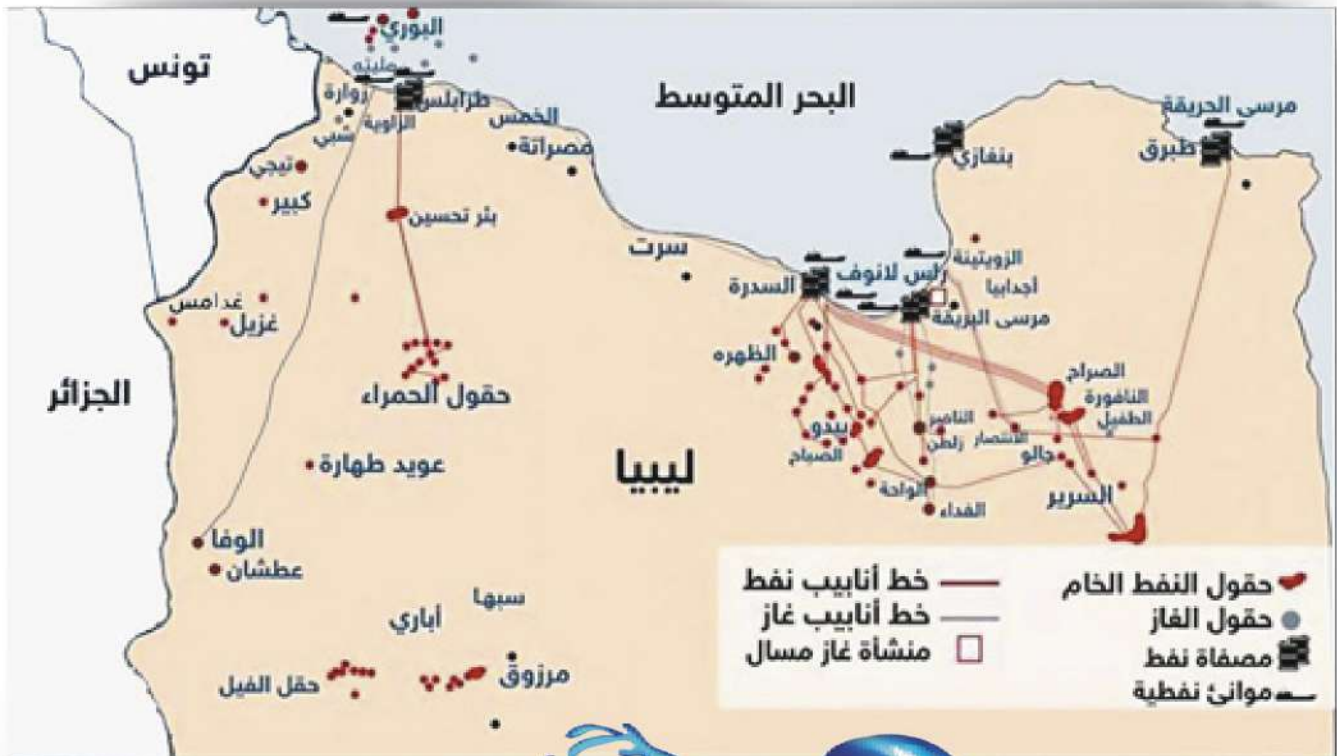 البوري
تونس
مليته
زوارة
طرابلس
البحر المتوسط
مرسى الحريقة
الزاوية
الخمس
شبي
مصراتة
بنغازي
طبرق
تيجي
كبير
بئر تحسين
سرت
الزويتينة
راس لانوف
السدرة
أجدابيا
غدامس
مرسى البريقة
غزيل
الظهره
الصراح
الجزائر
حقول الحمراء
النافورة
الطفيل
الناصر
بيدو
الانتصار
زلطن
الصباح
جالو
ليبيا
عويد طهارة
الواحة
السرير
الفداء
الوفا
عطشان
سبها
أباري
مرزوق
حقل الفيل
حقول النفط الخام
خط أنابيب نفط
حقول الغاز
خط أنابيب غاز
مصفاة نفط
منشأة غاز مسال
موانئ نفطية